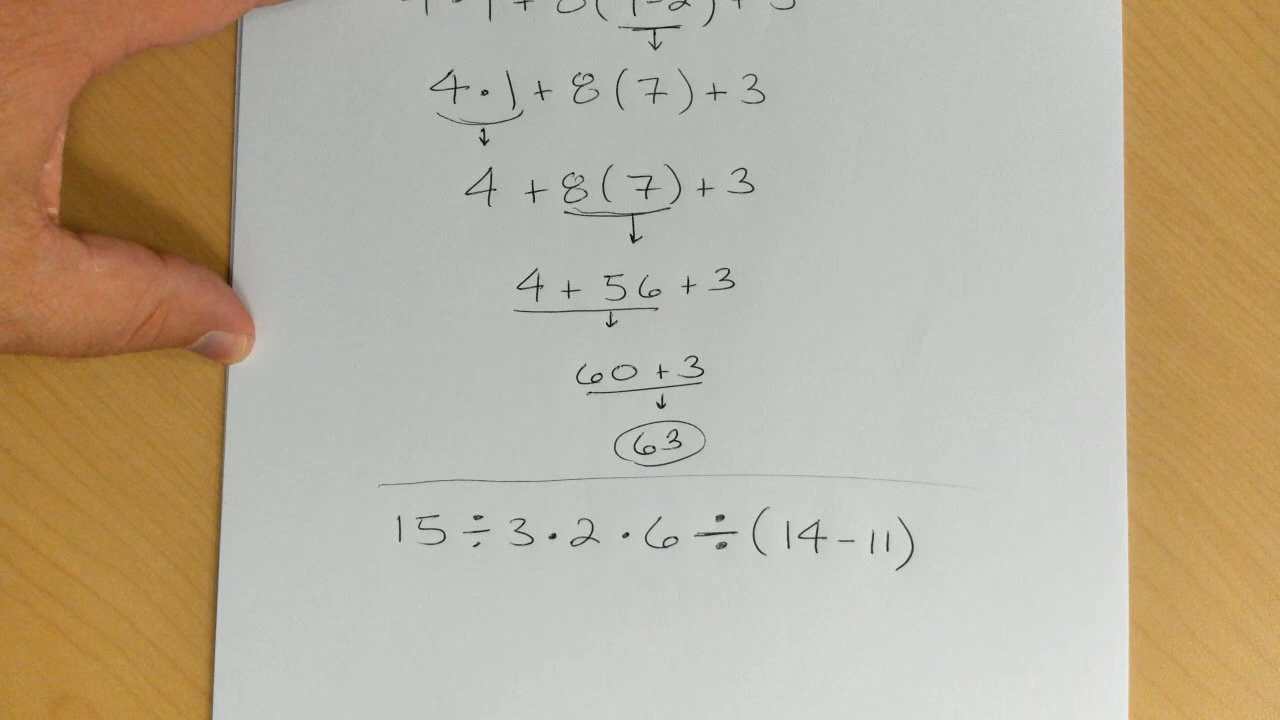 4 · 1 + 8(7) + 3
4 + 8(7) + 3
4 + 56 + 3
60 + 3
63
15 ÷ 3 · 2 · 6 ÷ (14 - 11)